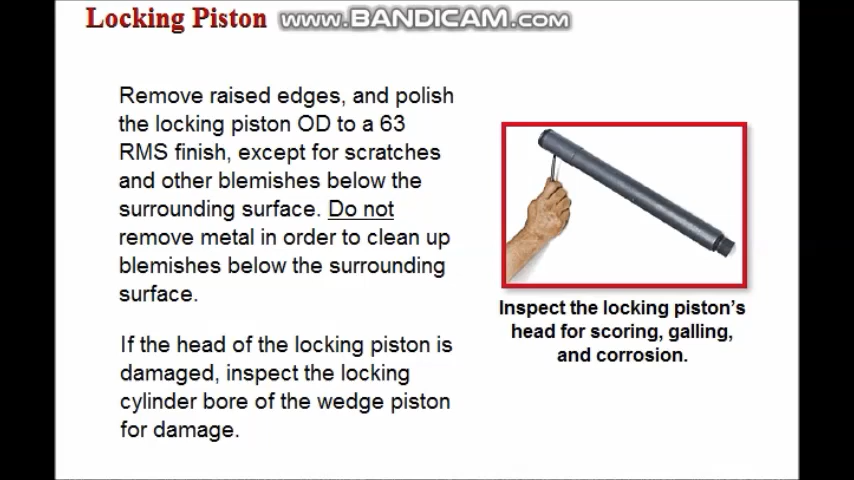 Locking Piston www.BANDICAM.com
Remove raised edges, and polish
the locking piston OD to a 63
RMS finish, except for scratches
and other blemishes below the
surrounding surface. Do not
remove metal in order to clean up
blemishes below the surrounding
surface.
If the head of the locking piston is
damaged, inspect the locking
cylinder bore of the wedge piston
for damage.
Inspect the locking piston's
head for scoring, galling,
and corrosion.